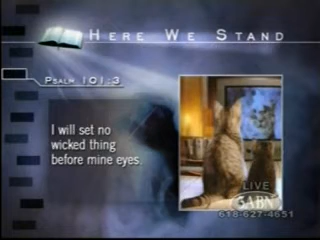 Here We Stand
Psalm 101:3
I will set no
wicked thing
before mine eyes.
LIVE
3ABN
618-627-4651